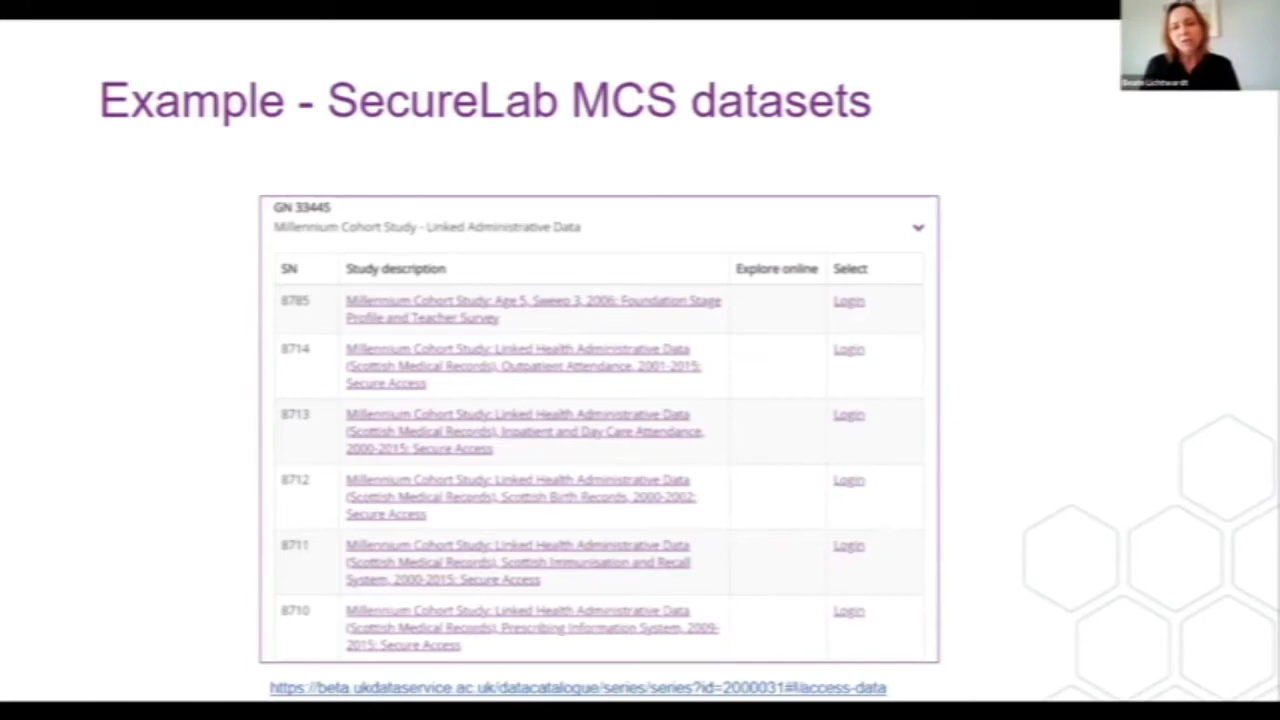 Example - SecureLab MCS datasets
Beate Lichtwardt
GN 33445
Millennium Cohort Study - Linked Administrative Data
SN Study description Explore online Select
8785 Millennium Cohort Study: Age 5, Sweep 3, 2006: Foundation Stage Login
Profile and Teacher Survey
8714 Millennium Cohort Study: Linked Health Administrative Data Login
(Scottish Medical Records), Outpatient Attendance, 2001-2015:
Secure Access
8713 Millennium Cohort Study: Linked Health Administrative Data Login
(Scottish Medical Records), Inpatient and Day Care Attendance,
2000-2015: Secure Access
8712 Millennium Cohort Study: Linked Health Administrative Data Login
(Scottish Medical Records), Scottish Birth Records, 2000-2002:
Secure Access
8711 Millennium Cohort Study: Linked Health Administrative Data Login
(Scottish Medical Records), Scottish Immunisation and Recall
System, 2000-2015: Secure Access
8710 Millennium Cohort Study: Linked Health Administrative Data Login
(Scottish Medical Records), Prescribing Information System, 2009-
2015: Secure Access
https://beta.ukdataservice.ac.uk/datacatalogue/series/series?id=2000031#!/access-data